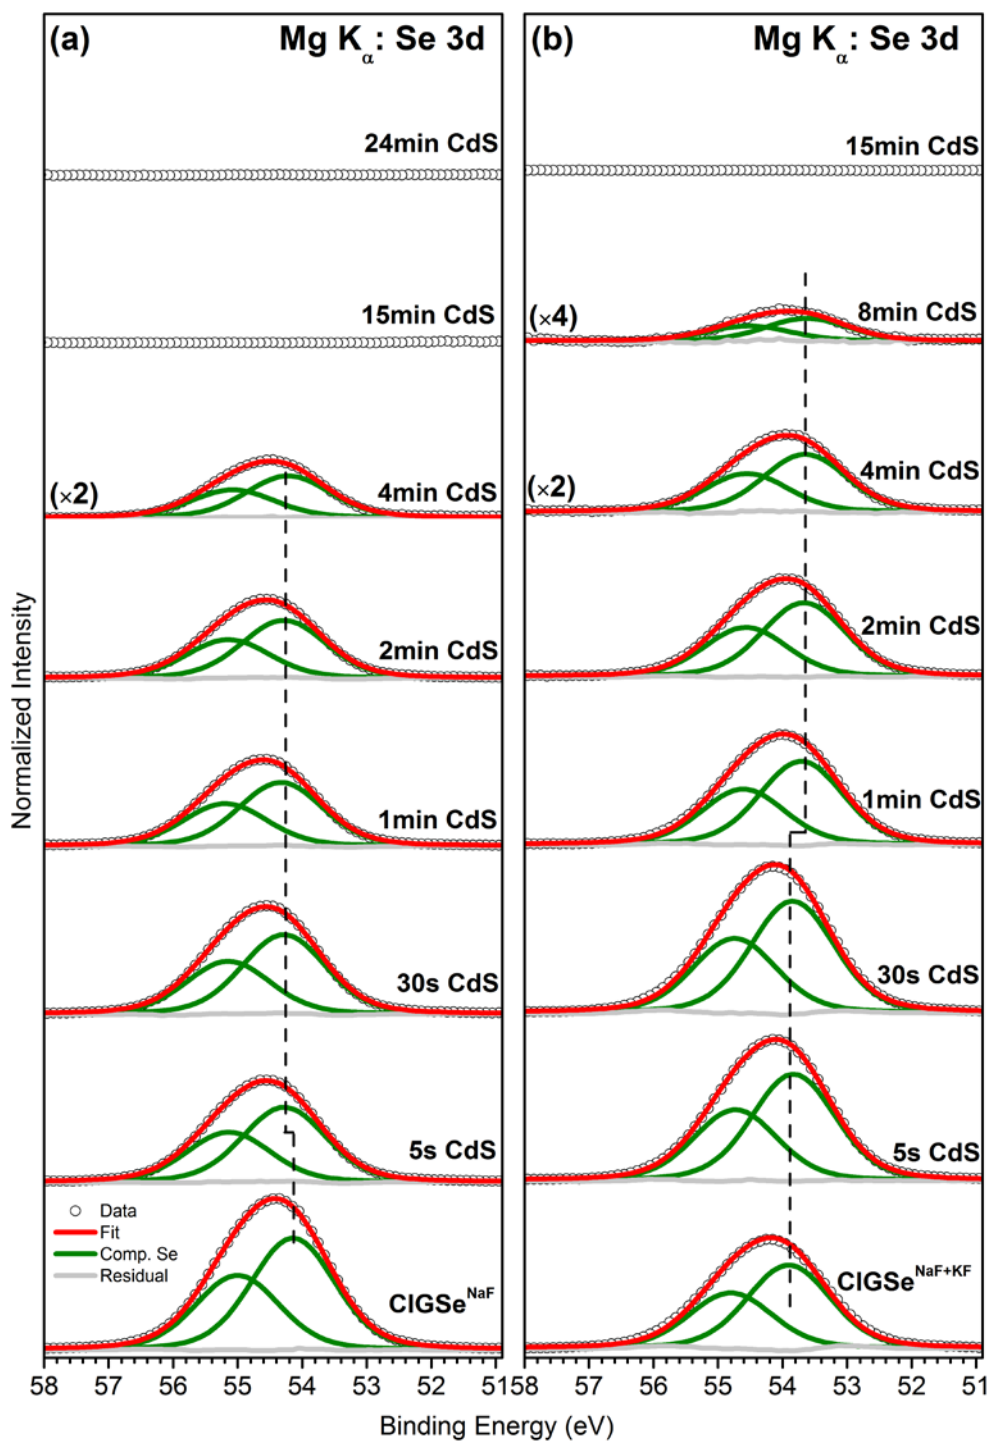 (a) Mg Kα: Se 3d
24min CdS
15min CdS
(×2) 4min CdS
2min CdS
1min CdS
30s CdS
5s CdS
Data
Fit
Comp. Se
Residual
CIGSe^NaF
58 57 56 55 54 53 52 51
(b) Mg Kα: Se 3d
15min CdS
(×4) 8min CdS
(×2) 4min CdS
2min CdS
1min CdS
30s CdS
5s CdS
CIGSe^NaF+KF
58 57 56 55 54 53 52 51
Normalized Intensity
Binding Energy (eV)